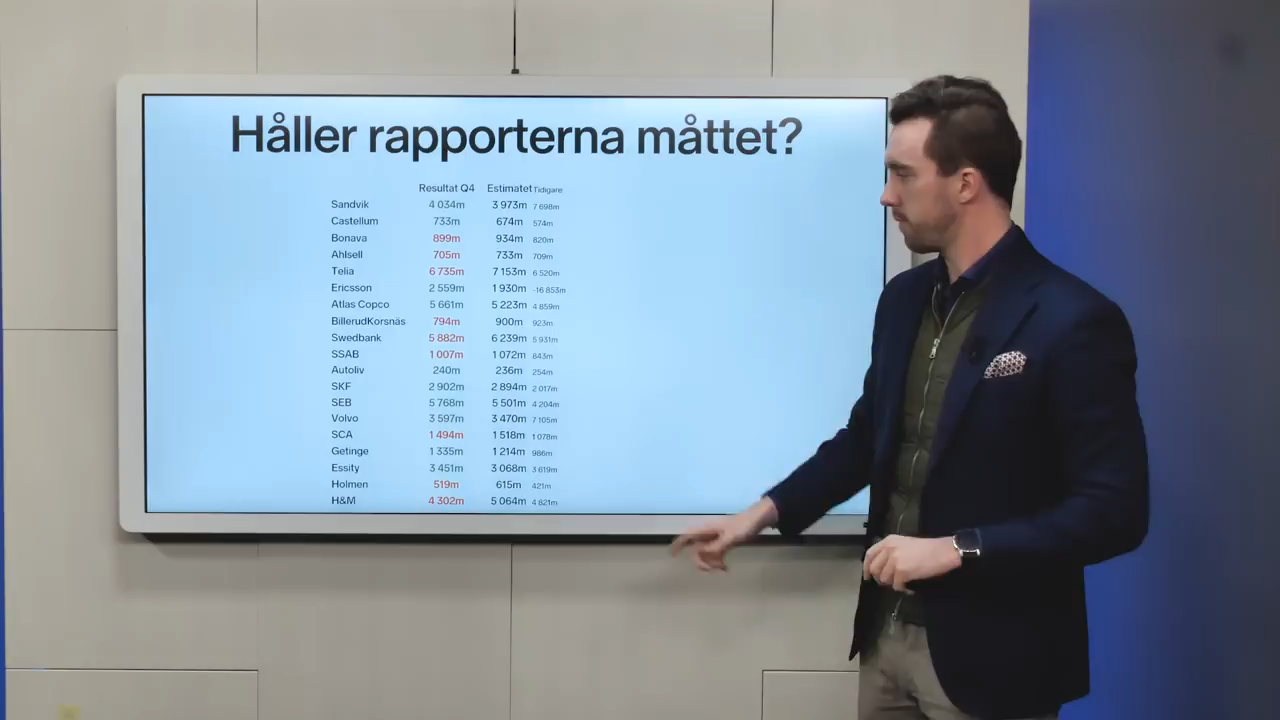 Håller rapporterna måttet?
Resultat Q4 Estimatet Tidigare
Sandvik 4 034m 3 973m 7 698m
Castellum 733m 674m 574m
Bonava 899m 934m 820m
Ahlsell 705m 733m 709m
Telia 6 735m 7 153m 6 520m
Ericsson 2 559m 1 930m -16 853m
Atlas Copco 5 661m 5 223m 4 859m
BillerudKorsnäs 794m 900m 923m
Swedbank 5 882m 6 239m 5 931m
SSAB 1 007m 1 072m 843m
Autoliv 240m 236m 254m
SKF 2 902m 2 894m 2 017m
SEB 5 768m 5 501m 4 204m
Volvo 3 597m 3 470m 7 105m
SCA 1 494m 1 518m 1 078m
Getinge 1 335m 1 214m 986m
Essity 3 451m 3 068m 3 619m
Holmen 519m 615m 421m
H&M 4 302m 5 064m 4 821m